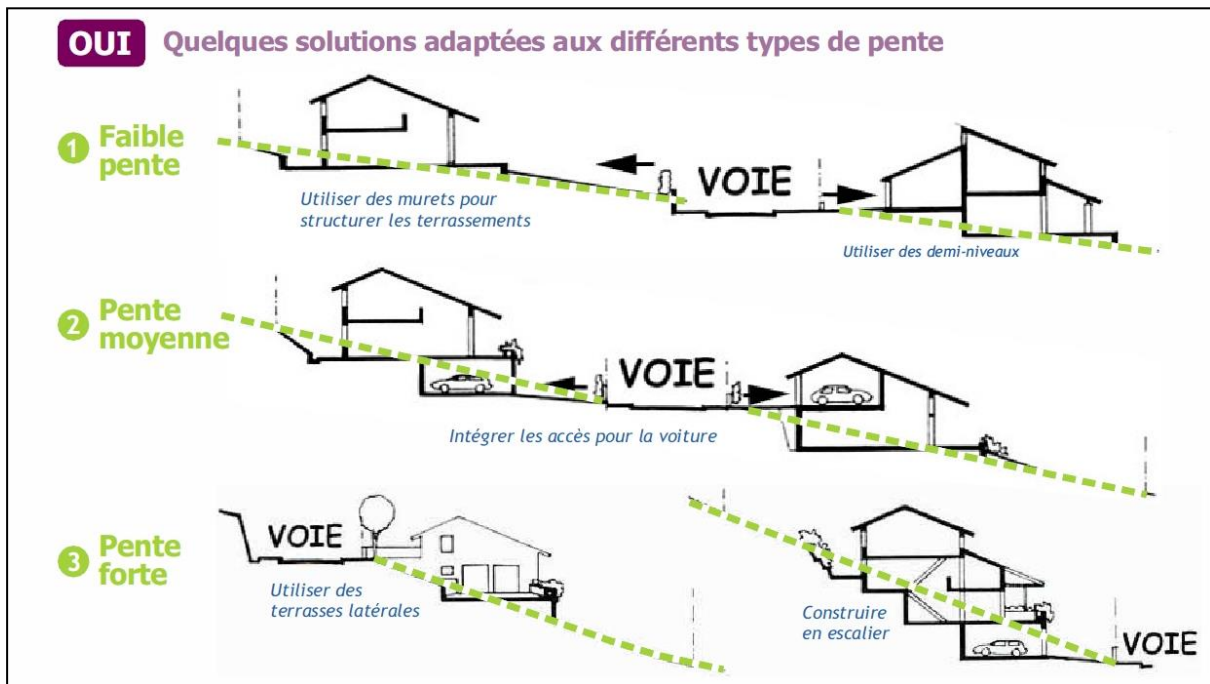 OUI Quelques solutions adaptées aux différents types de pente
1 Faible
pente
VOIE
Utiliser des murets pour
structurer les terrassements
Utiliser des demi-niveaux
2 Pente
moyenne
VOIE
Intégrer les accès pour la voiture
3 Pente
forte
VOIE
Utiliser des
terrasses latérales
Construire
en escalier
VOIE